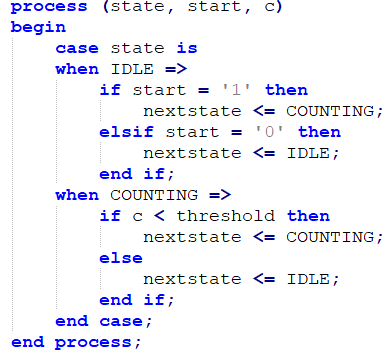 process (state, start, c)
begin
    case state is
    when IDLE =>
        if start = '1' then
            nextstate <= COUNTING;
        elsif start = '0' then
            nextstate <= IDLE;
        end if;
    when COUNTING =>
        if c < threshold then
            nextstate <= COUNTING;
        else
            nextstate <= IDLE;
        end if;
    end case;
end process;